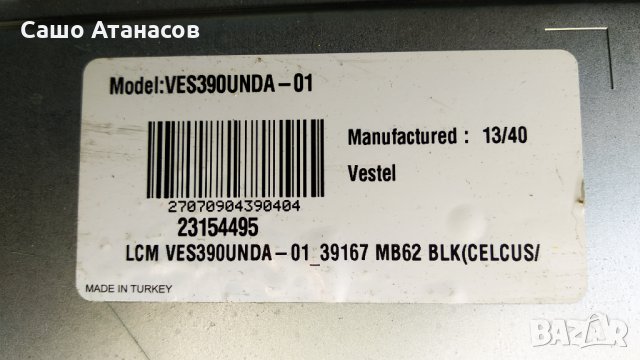 Сашо Атанасов
Model:VES390UNDA-01
Manufactured : 13/40
Vestel
27070904390404
23154495
LCM VES390UNDA-01_39167 MB62 BLK(CELCUS/
MADE IN TURKEY
BAZAR